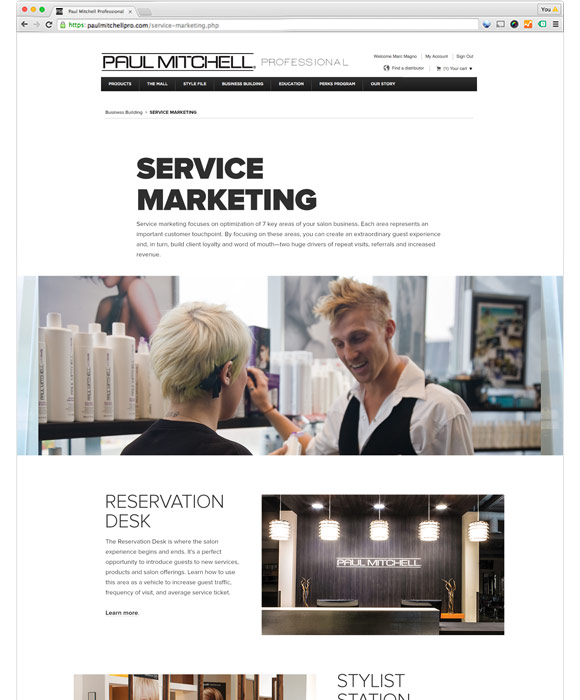 Paul Mitchell Professional
You
https://paulmitchellpro.com/service-marketing.php
PAUL MITCHELL® PROFESSIONAL
Welcome Marc Magno | My Account | Sign Out
Find a distributor | (1) Your cart
PRODUCTS THE MALL STYLE FILE BUSINESS BUILDING EDUCATION PERKS PROGRAM OUR STORY
Business Building > SERVICE MARKETING
SERVICE
MARKETING
Service marketing focuses on optimization of 7 key areas of your salon business. Each area represents an
important customer touchpoint. By focusing on these areas, you can create an extraordinary guest experience
and, in turn, build client loyalty and word of mouth—two huge drivers of repeat visits, referrals and increased
revenue.
RESERVATION
DESK
The Reservation Desk is where the salon
experience begins and ends. It's a perfect
opportunity to introduce guests to new services,
products and salon offerings. Learn how to use
this area as a vehicle to increase guest traffic,
frequency of visit, and average service ticket.
Learn more.
PAUL MITCHELL
STYLIST
STATION